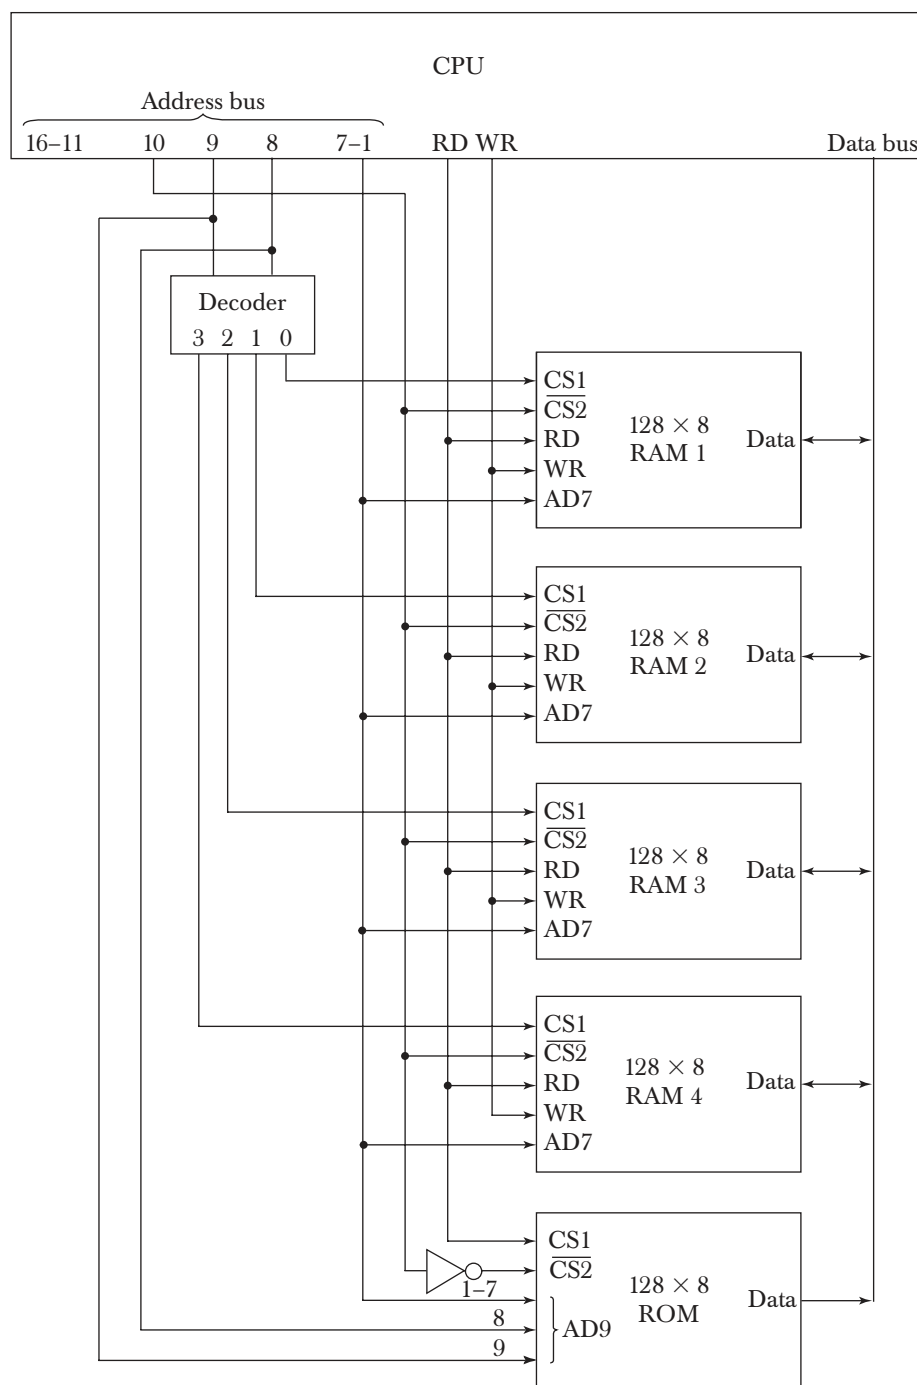 CPU
Address bus
16–11 10 9 8 7–1 RD WR Data bus
Decoder
3 2 1 0
CS1
CS2
RD
WR
AD7
128 × 8
RAM 1
Data
CS1
CS2
RD
WR
AD7
128 × 8
RAM 2
Data
CS1
CS2
RD
WR
AD7
128 × 8
RAM 3
Data
CS1
CS2
RD
WR
AD7
128 × 8
RAM 4
Data
CS1
CS2
1–7
8
9
AD9
128 × 8
ROM
Data